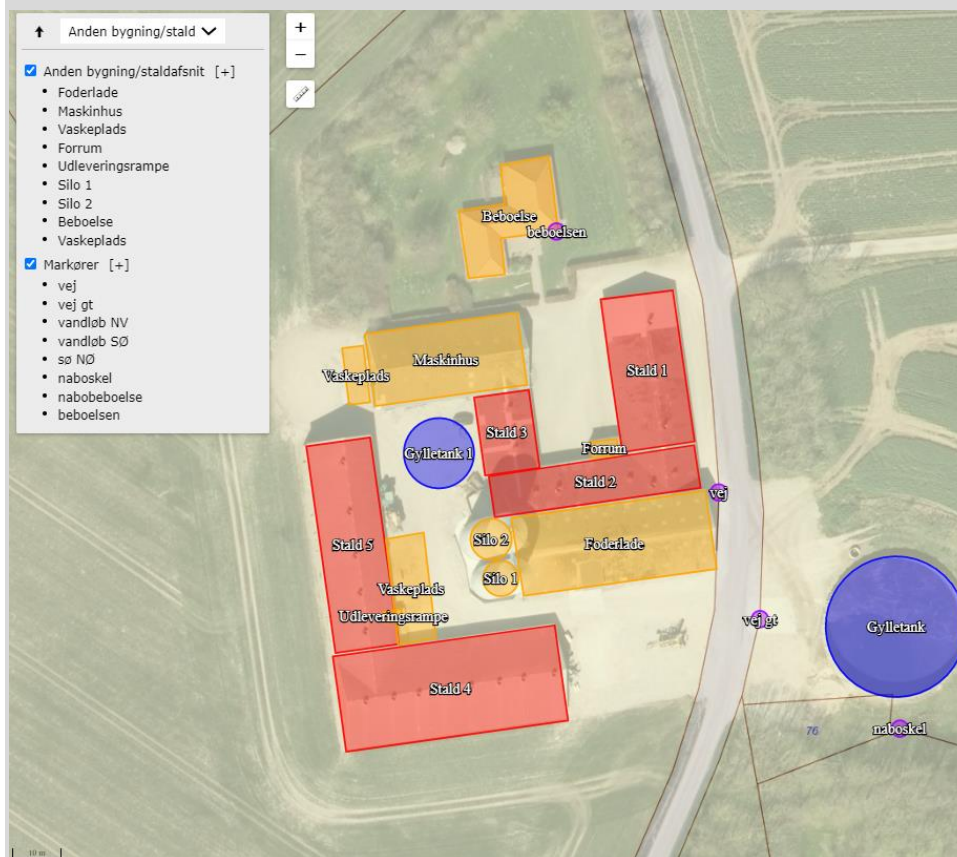 Anden bygning/stald
Anden bygning/staldafsnit [+]
Foderlade
Maskinhus
Vaskeplads
Forrum
Udleveringsrampe
Silo 1
Silo 2
Beboelse
Vaskeplads
Markører [+]
vej
vej gt
vandløb NV
vandløb SØ
sø NØ
naboskel
nabobeboelse
beboelsen
+
−
Beboelse
beboelsen
Maskinhus
Vaskeplads
Stald 1
Stald 3
Gylletank 1
Forrum
Stald 2
vej
Silo 2
Foderlade
Stald 5
Silo 1
Vaskeplads
Udleveringsrampe
vej gt
Gylletank
Stald 4
76
naboskel
10 m